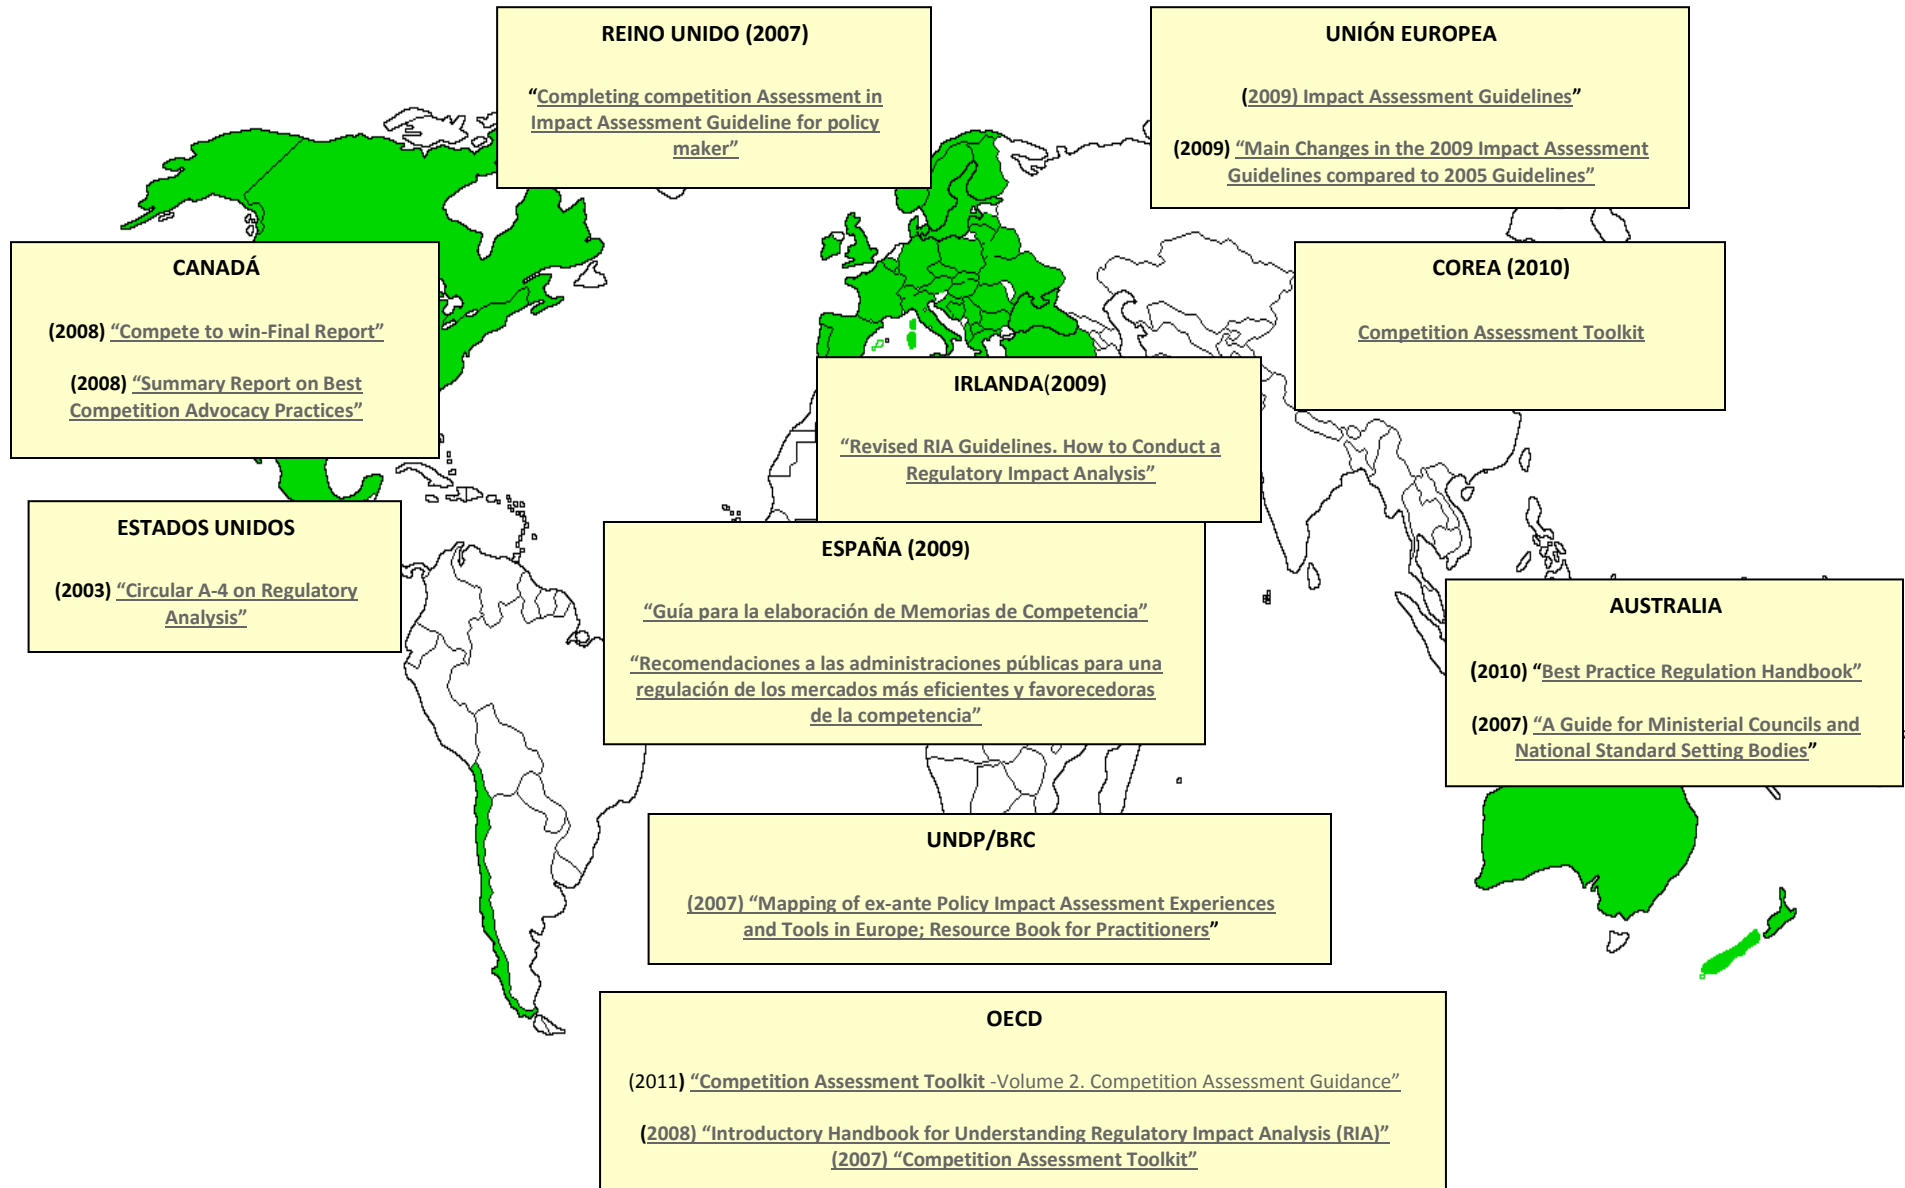 REINO UNIDO (2007)
“Completing competition Assessment in
Impact Assessment Guideline for policy
maker”
UNIÓN EUROPEA
(2009) Impact Assessment Guidelines”
(2009) “Main Changes in the 2009 Impact Assessment
Guidelines compared to 2005 Guidelines”
CANADÁ
(2008) “Compete to win-Final Report”
(2008) “Summary Report on Best
Competition Advocacy Practices”
COREA (2010)
Competition Assessment Toolkit
IRLANDA(2009)
“Revised RIA Guidelines. How to Conduct a
Regulatory Impact Analysis”
ESTADOS UNIDOS
(2003) “Circular A-4 on Regulatory
Analysis”
ESPAÑA (2009)
“Guía para la elaboración de Memorias de Competencia”
“Recomendaciones a las administraciones públicas para una
regulación de los mercados más eficientes y favorecedoras
de la competencia”
AUSTRALIA
(2010) “Best Practice Regulation Handbook”
(2007) “A Guide for Ministerial Councils and
National Standard Setting Bodies”
UNDP/BRC
(2007) “Mapping of ex-ante Policy Impact Assessment Experiences
and Tools in Europe; Resource Book for Practitioners”
OECD
(2011) “Competition Assessment Toolkit -Volume 2. Competition Assessment Guidance”
(2008) “Introductory Handbook for Understanding Regulatory Impact Analysis (RIA)”
(2007) “Competition Assessment Toolkit”